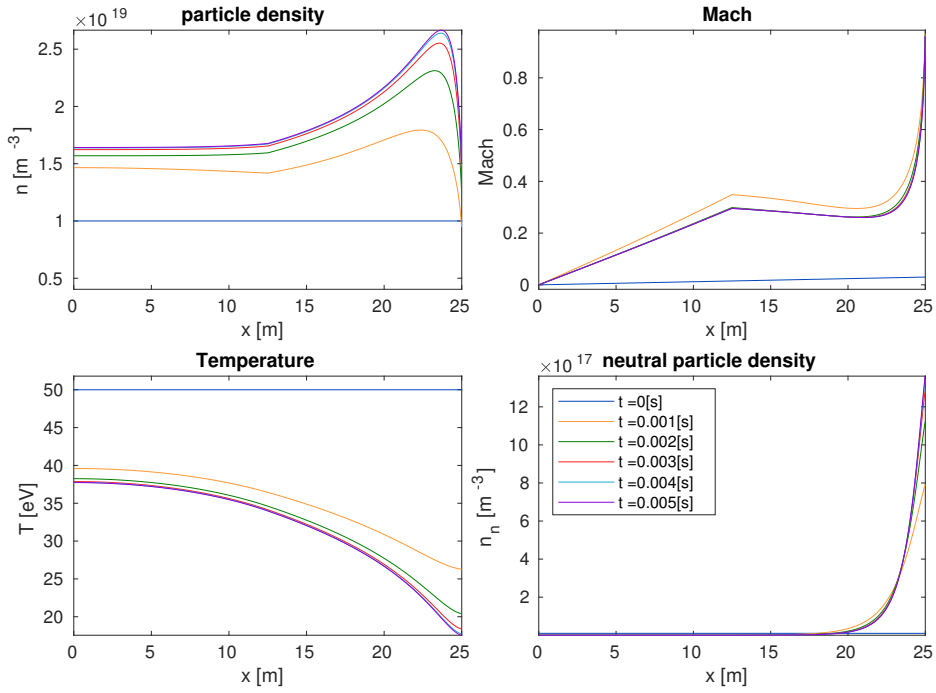 particle density
× 10 19
2.5
2
1.5
1
0.5
n [m -3]
0 5 10 15 20 25
x [m]
Mach
0.8
0.6
0.4
0.2
0
Mach
0 5 10 15 20 25
x [m]
Temperature
50
45
40
35
30
25
20
T [eV]
0 5 10 15 20 25
x [m]
neutral particle density
× 10 17
12
10
8
6
4
2
n n [m -3]
t =0[s]
t =0.001[s]
t =0.002[s]
t =0.003[s]
t =0.004[s]
t =0.005[s]
0 5 10 15 20 25
x [m]